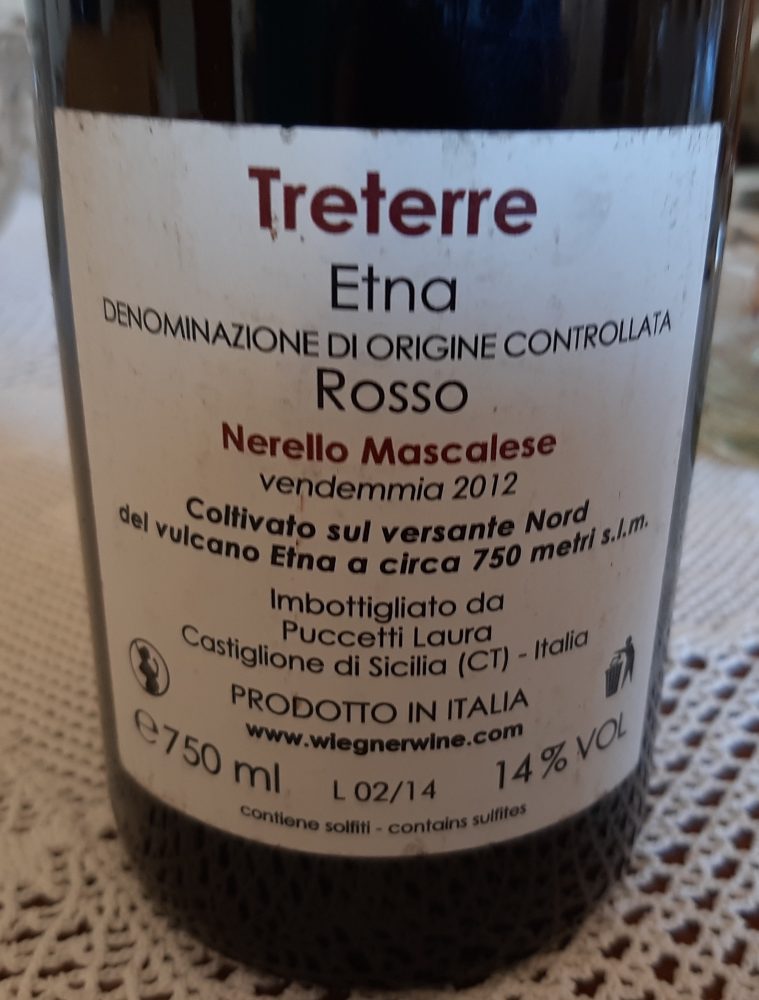 Treterre
Etna
DENOMINAZIONE DI ORIGINE CONTROLLATA
Rosso
Nerello Mascalese
vendemmia 2012
Coltivato sul versante Nord
del vulcano Etna a circa 750 metri s.l.m.
Imbottigliato da
Puccetti Laura
Castiglione di Sicilia (CT) - Italia
PRODOTTO IN ITALIA
www.wiegnerwine.com
℮750 ml L 02/14 14% VOL
contiene solfiti - contains sulfites